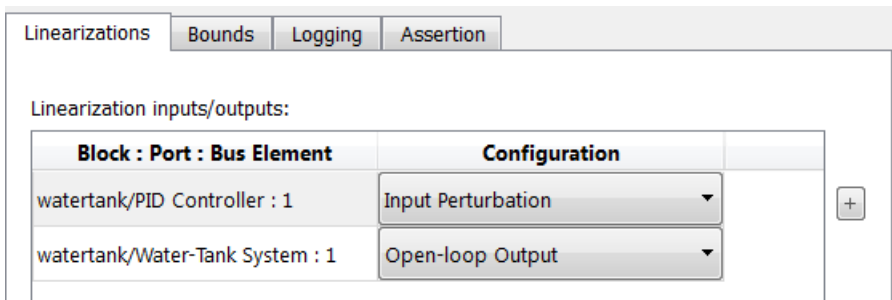 Linearizations Bounds Logging Assertion
Linearization inputs/outputs:
Block : Port : Bus Element Configuration
watertank/PID Controller : 1 Input Perturbation
+
watertank/Water-Tank System : 1 Open-loop Output